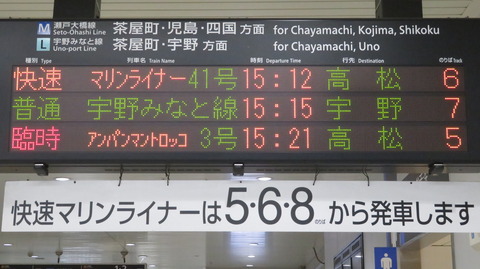 M 瀬戸大橋線 Seto-Ohashi Line 茶屋町・児島・四国 方面 for Chayamachi, Kojima, Shikoku
L 宇野みなと線 Uno-port Line 茶屋町・宇野 方面 for Chayamachi, Uno
種別 Type 列車名 Train Name 時刻 Departure Time 行先 Destination のりば Track
快速 マリンライナー41号 15:12 高松 6
普通 宇野みなと線 15:15 宇野 7
臨時 アンパンマントロッコ 3号 15:21 高松 5
快速マリンライナーは5・6・8のりばから発車します